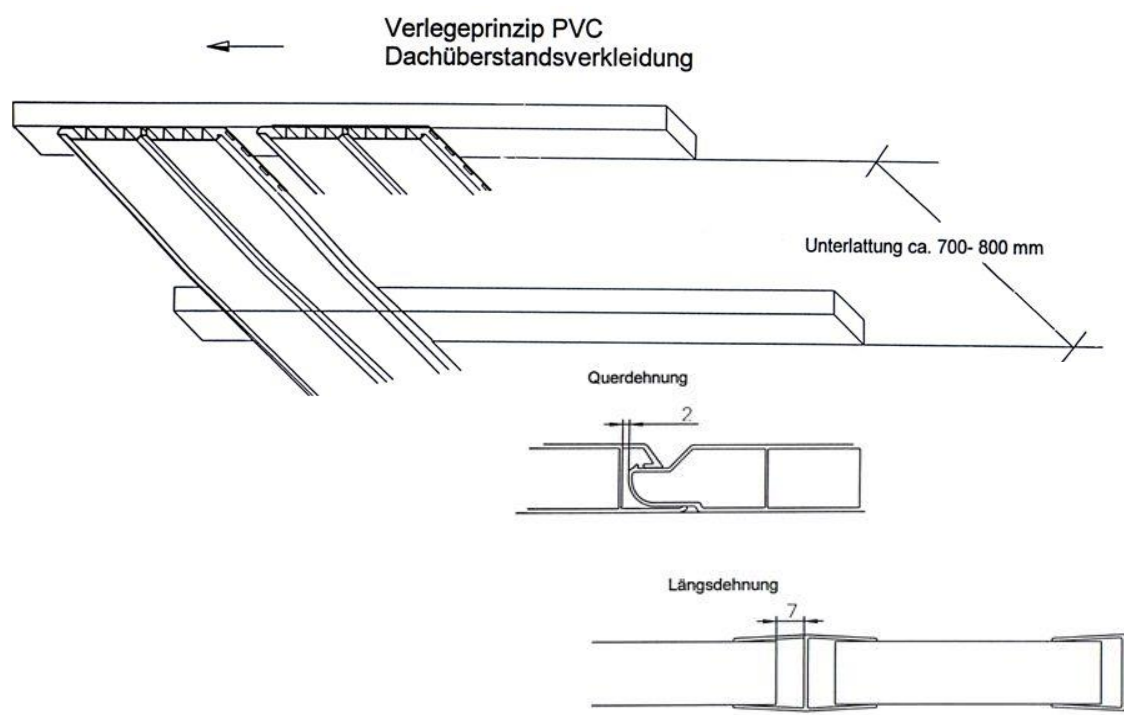 Verlegeprinzip PVC
Dachüberstandsverkleidung
Unterlattung ca. 700- 800 mm
Querdehnung
2
Längsdehnung
7